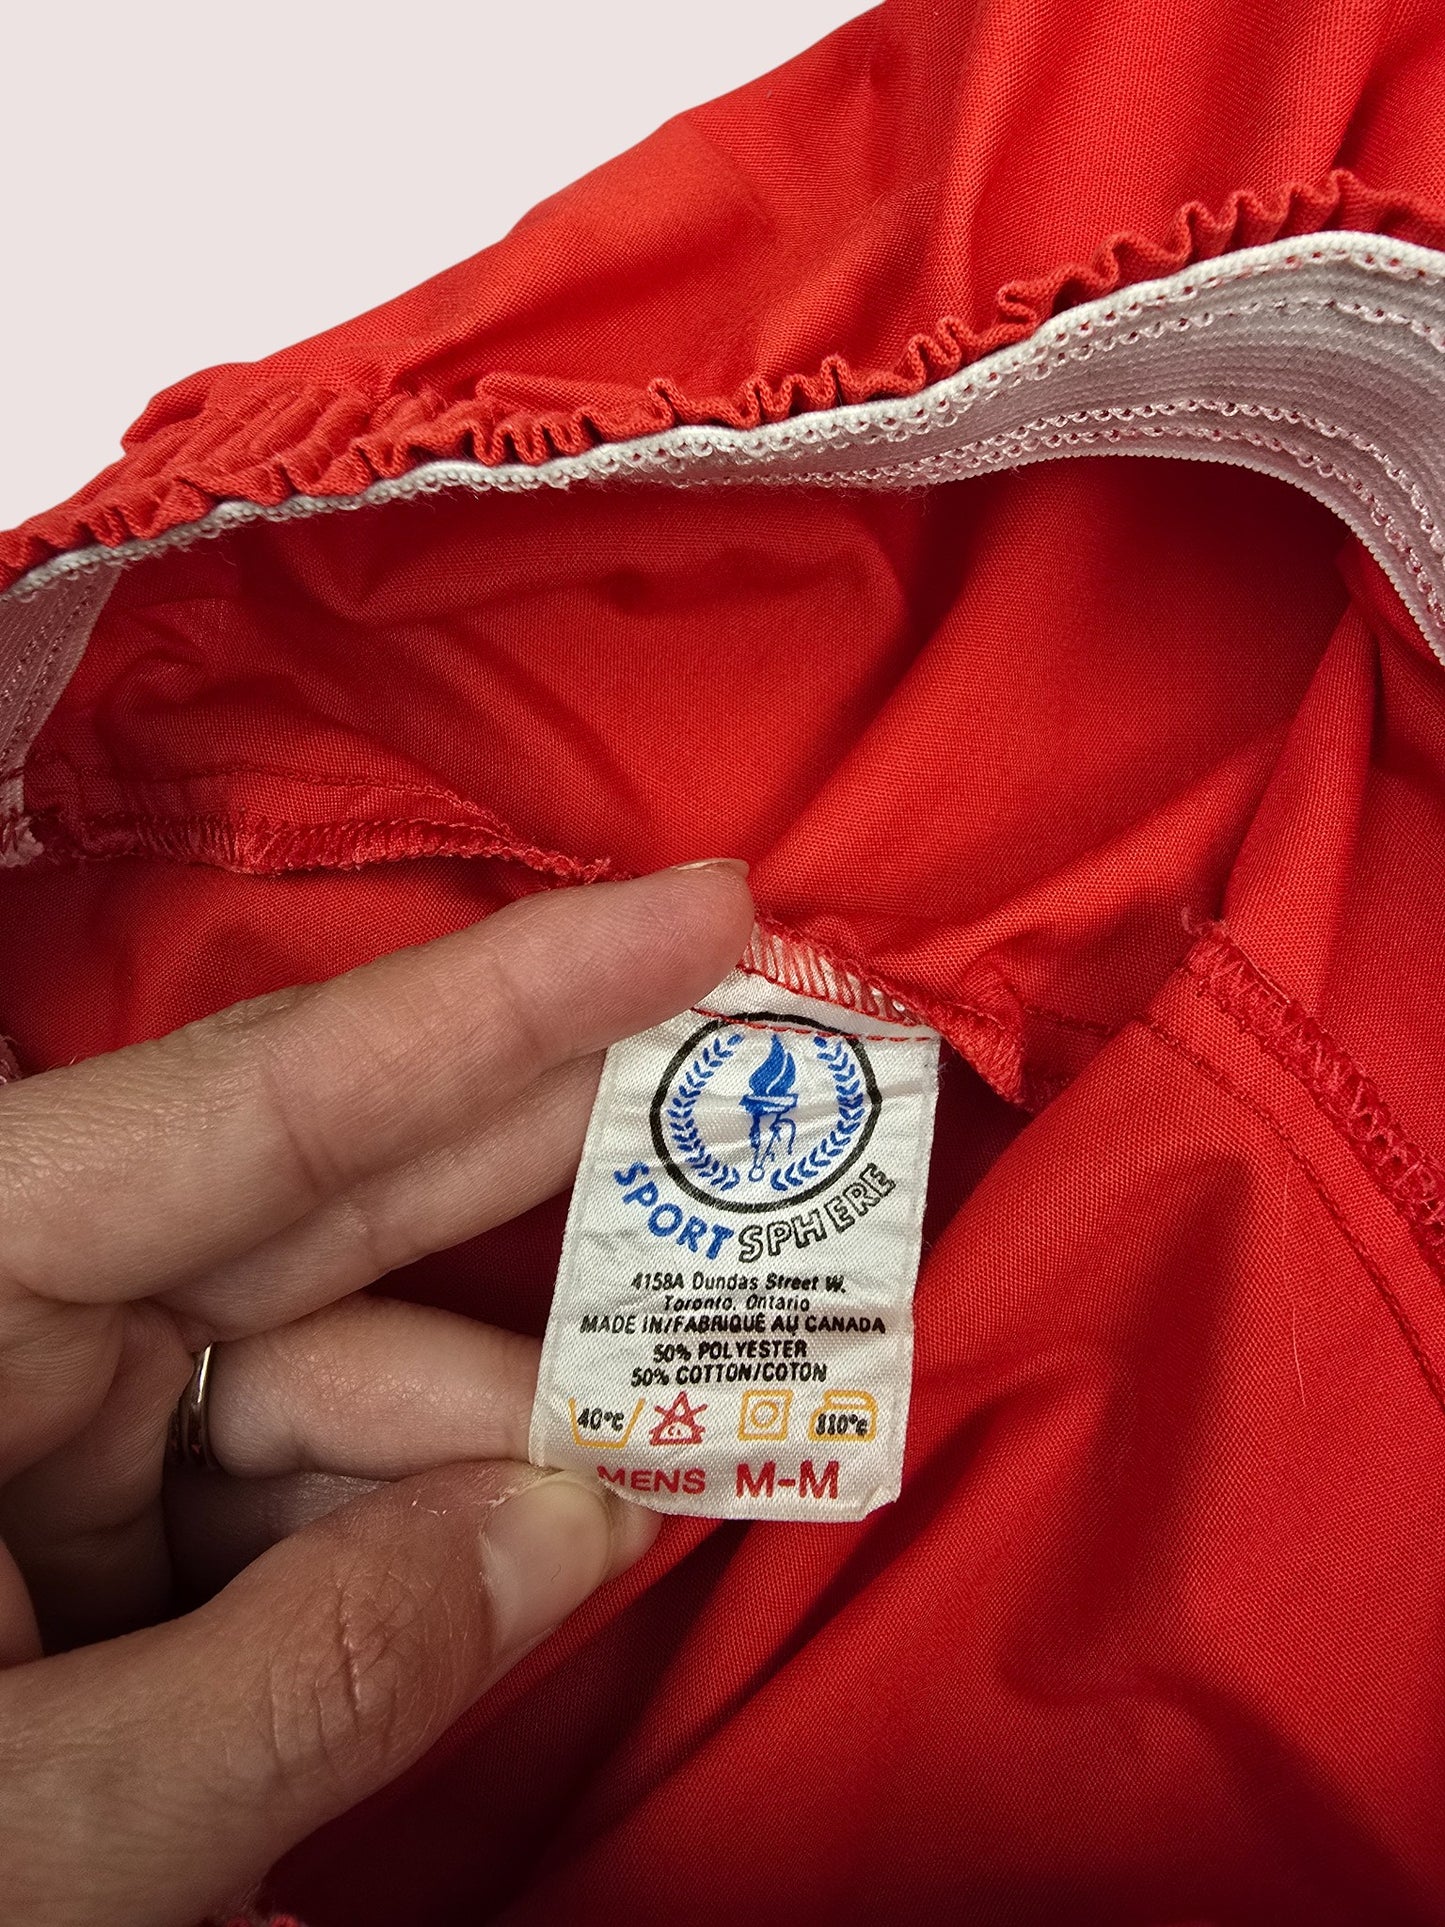 SPORT SPHERE
4158A Dundas Street W.
Toronto, Ontario
MADE IN/FABRIQUÉ AU CANADA
50% POLYESTER
50% COTTON/COTON
40°C 110°C
MENS M-M